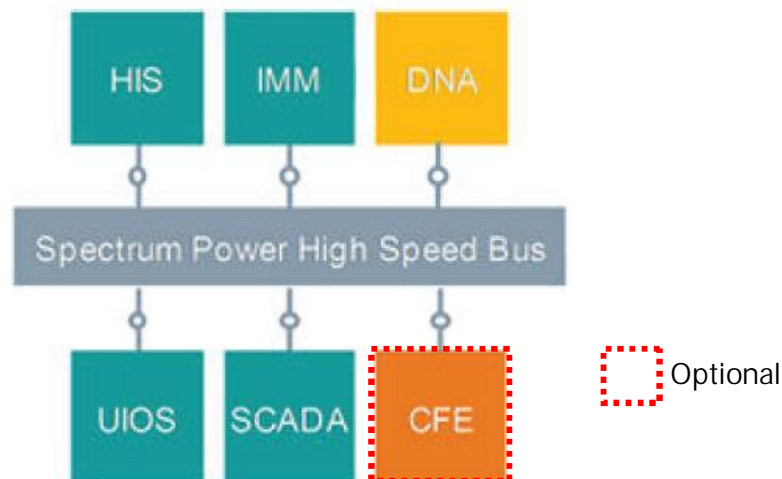 HIS IMM DNA
Spectrum Power High Speed Bus
UIOS SCADA CFE
Optional